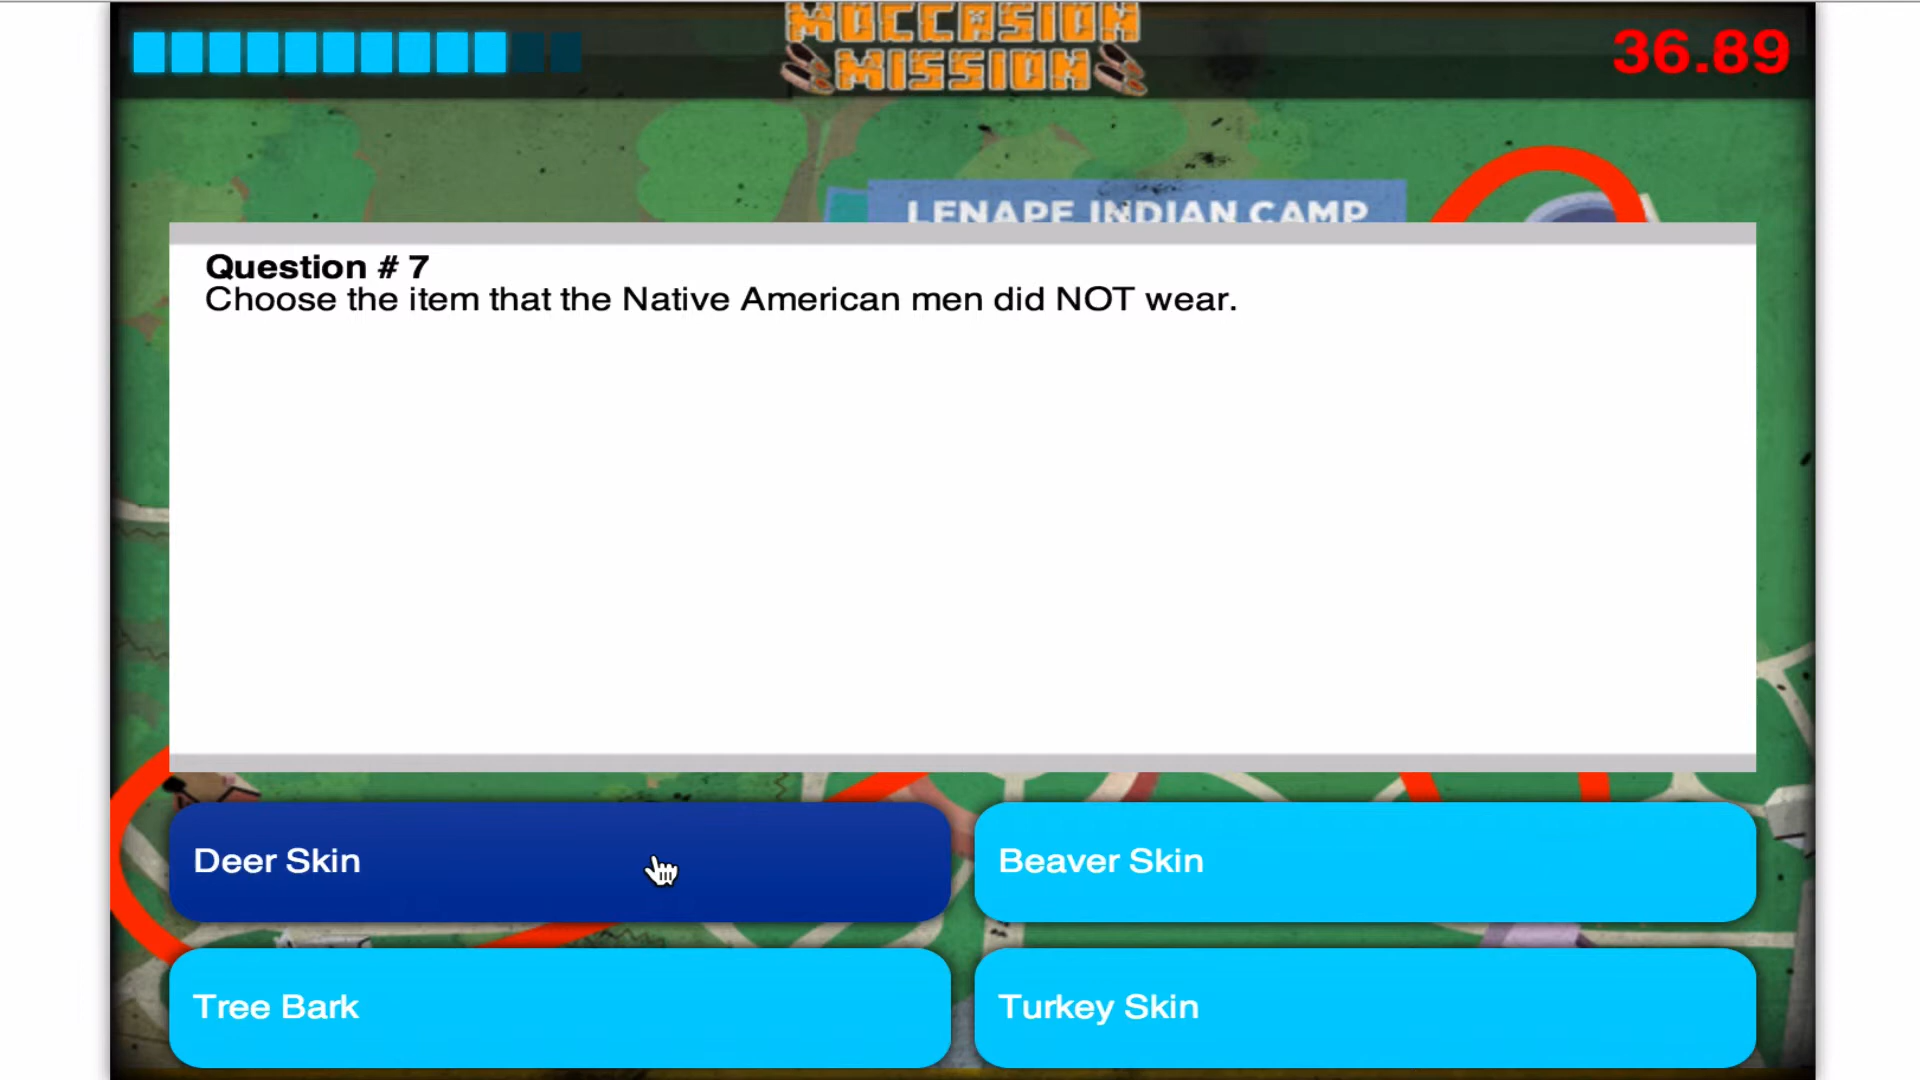 MOCCASION
MISSION
36.89
LENAPE INDIAN CAMP
Question # 7
Choose the item that the Native American men did NOT wear.
Deer Skin
Beaver Skin
Tree Bark
Turkey Skin